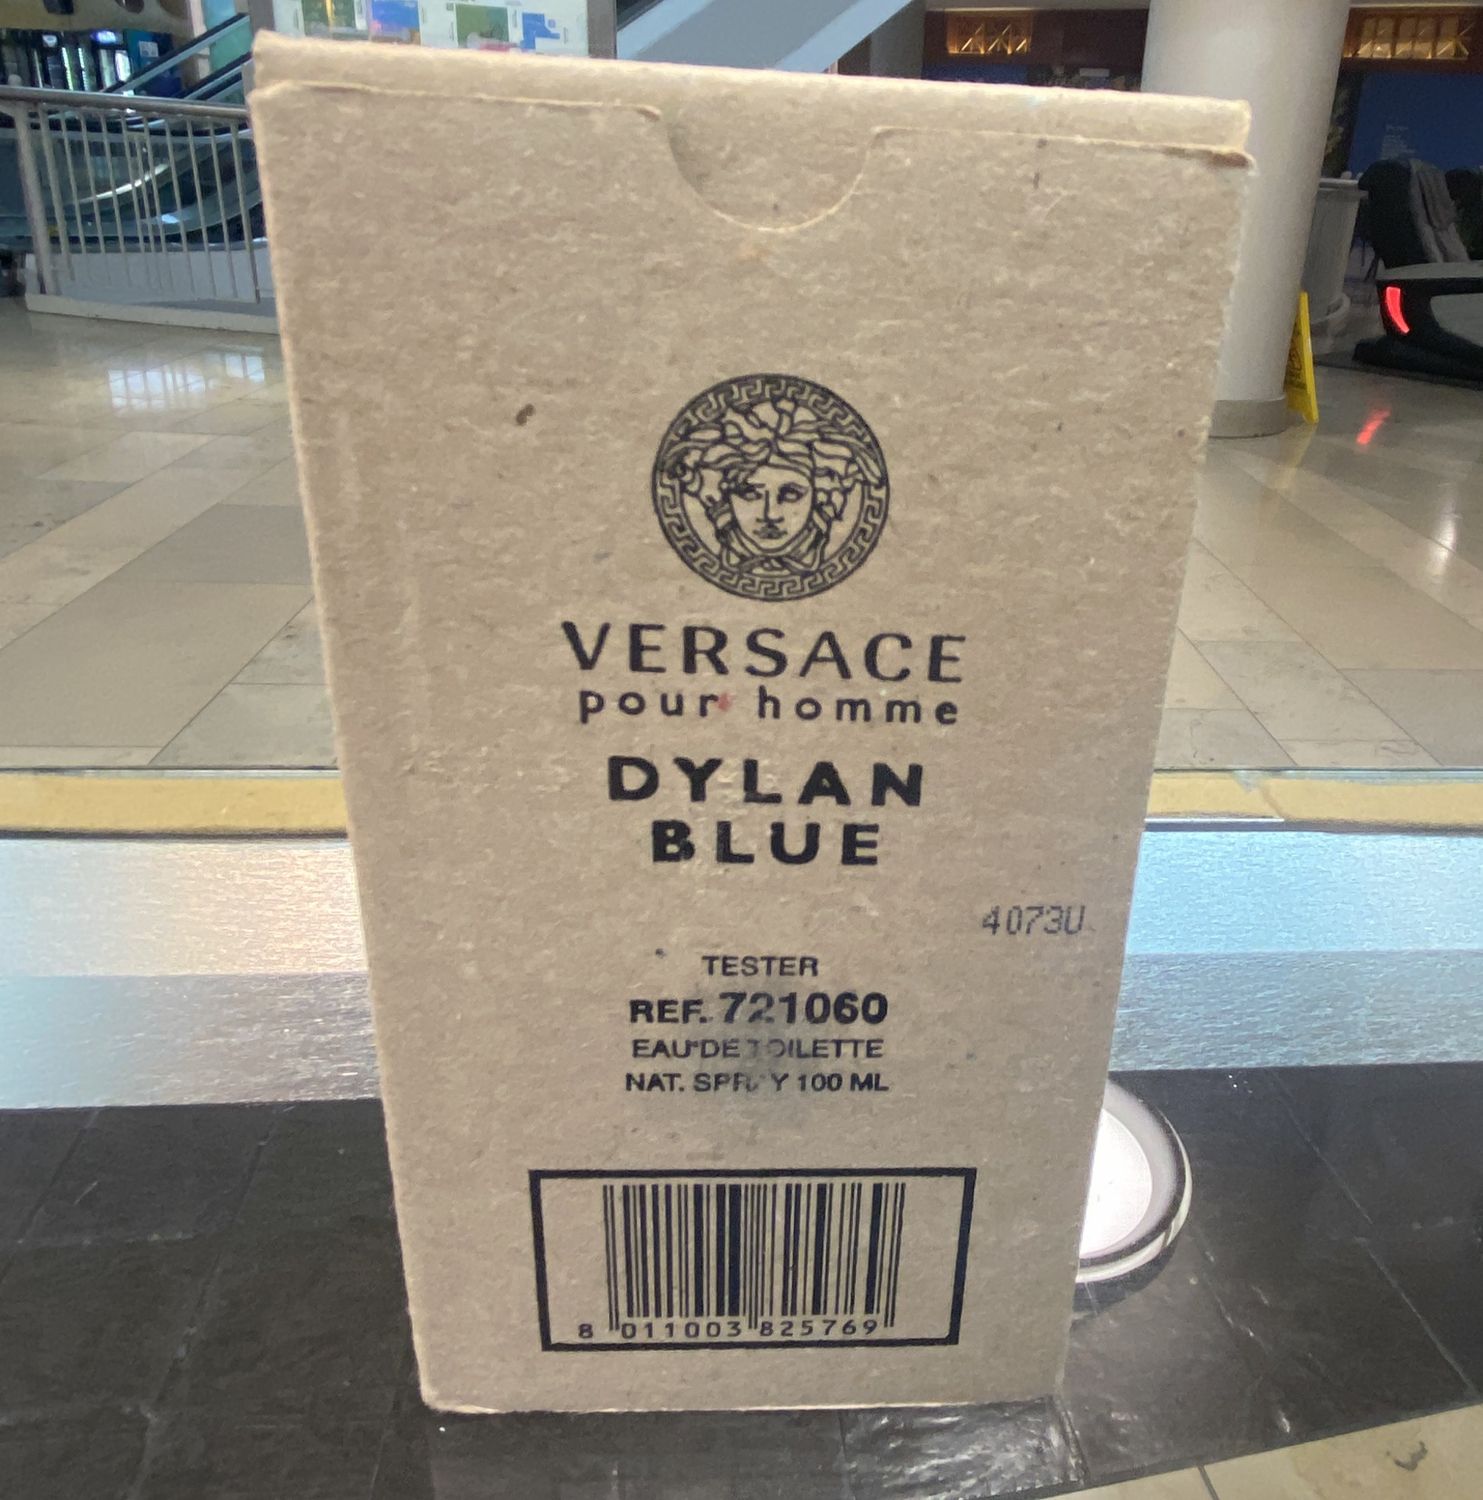 VERSACE
pour homme
DYLAN
BLUE
4073U
TESTER
REF. 721060
EAU DE TOILETTE
NAT. SPRAY 100 ML
8 011003 825769